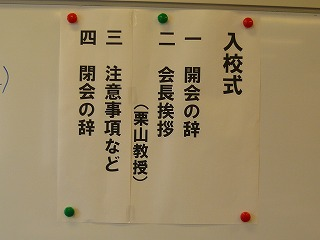 入校式
一 開会の辞
二 会長挨拶
(栗山教授)
三 注意事項など
四 閉会の辞